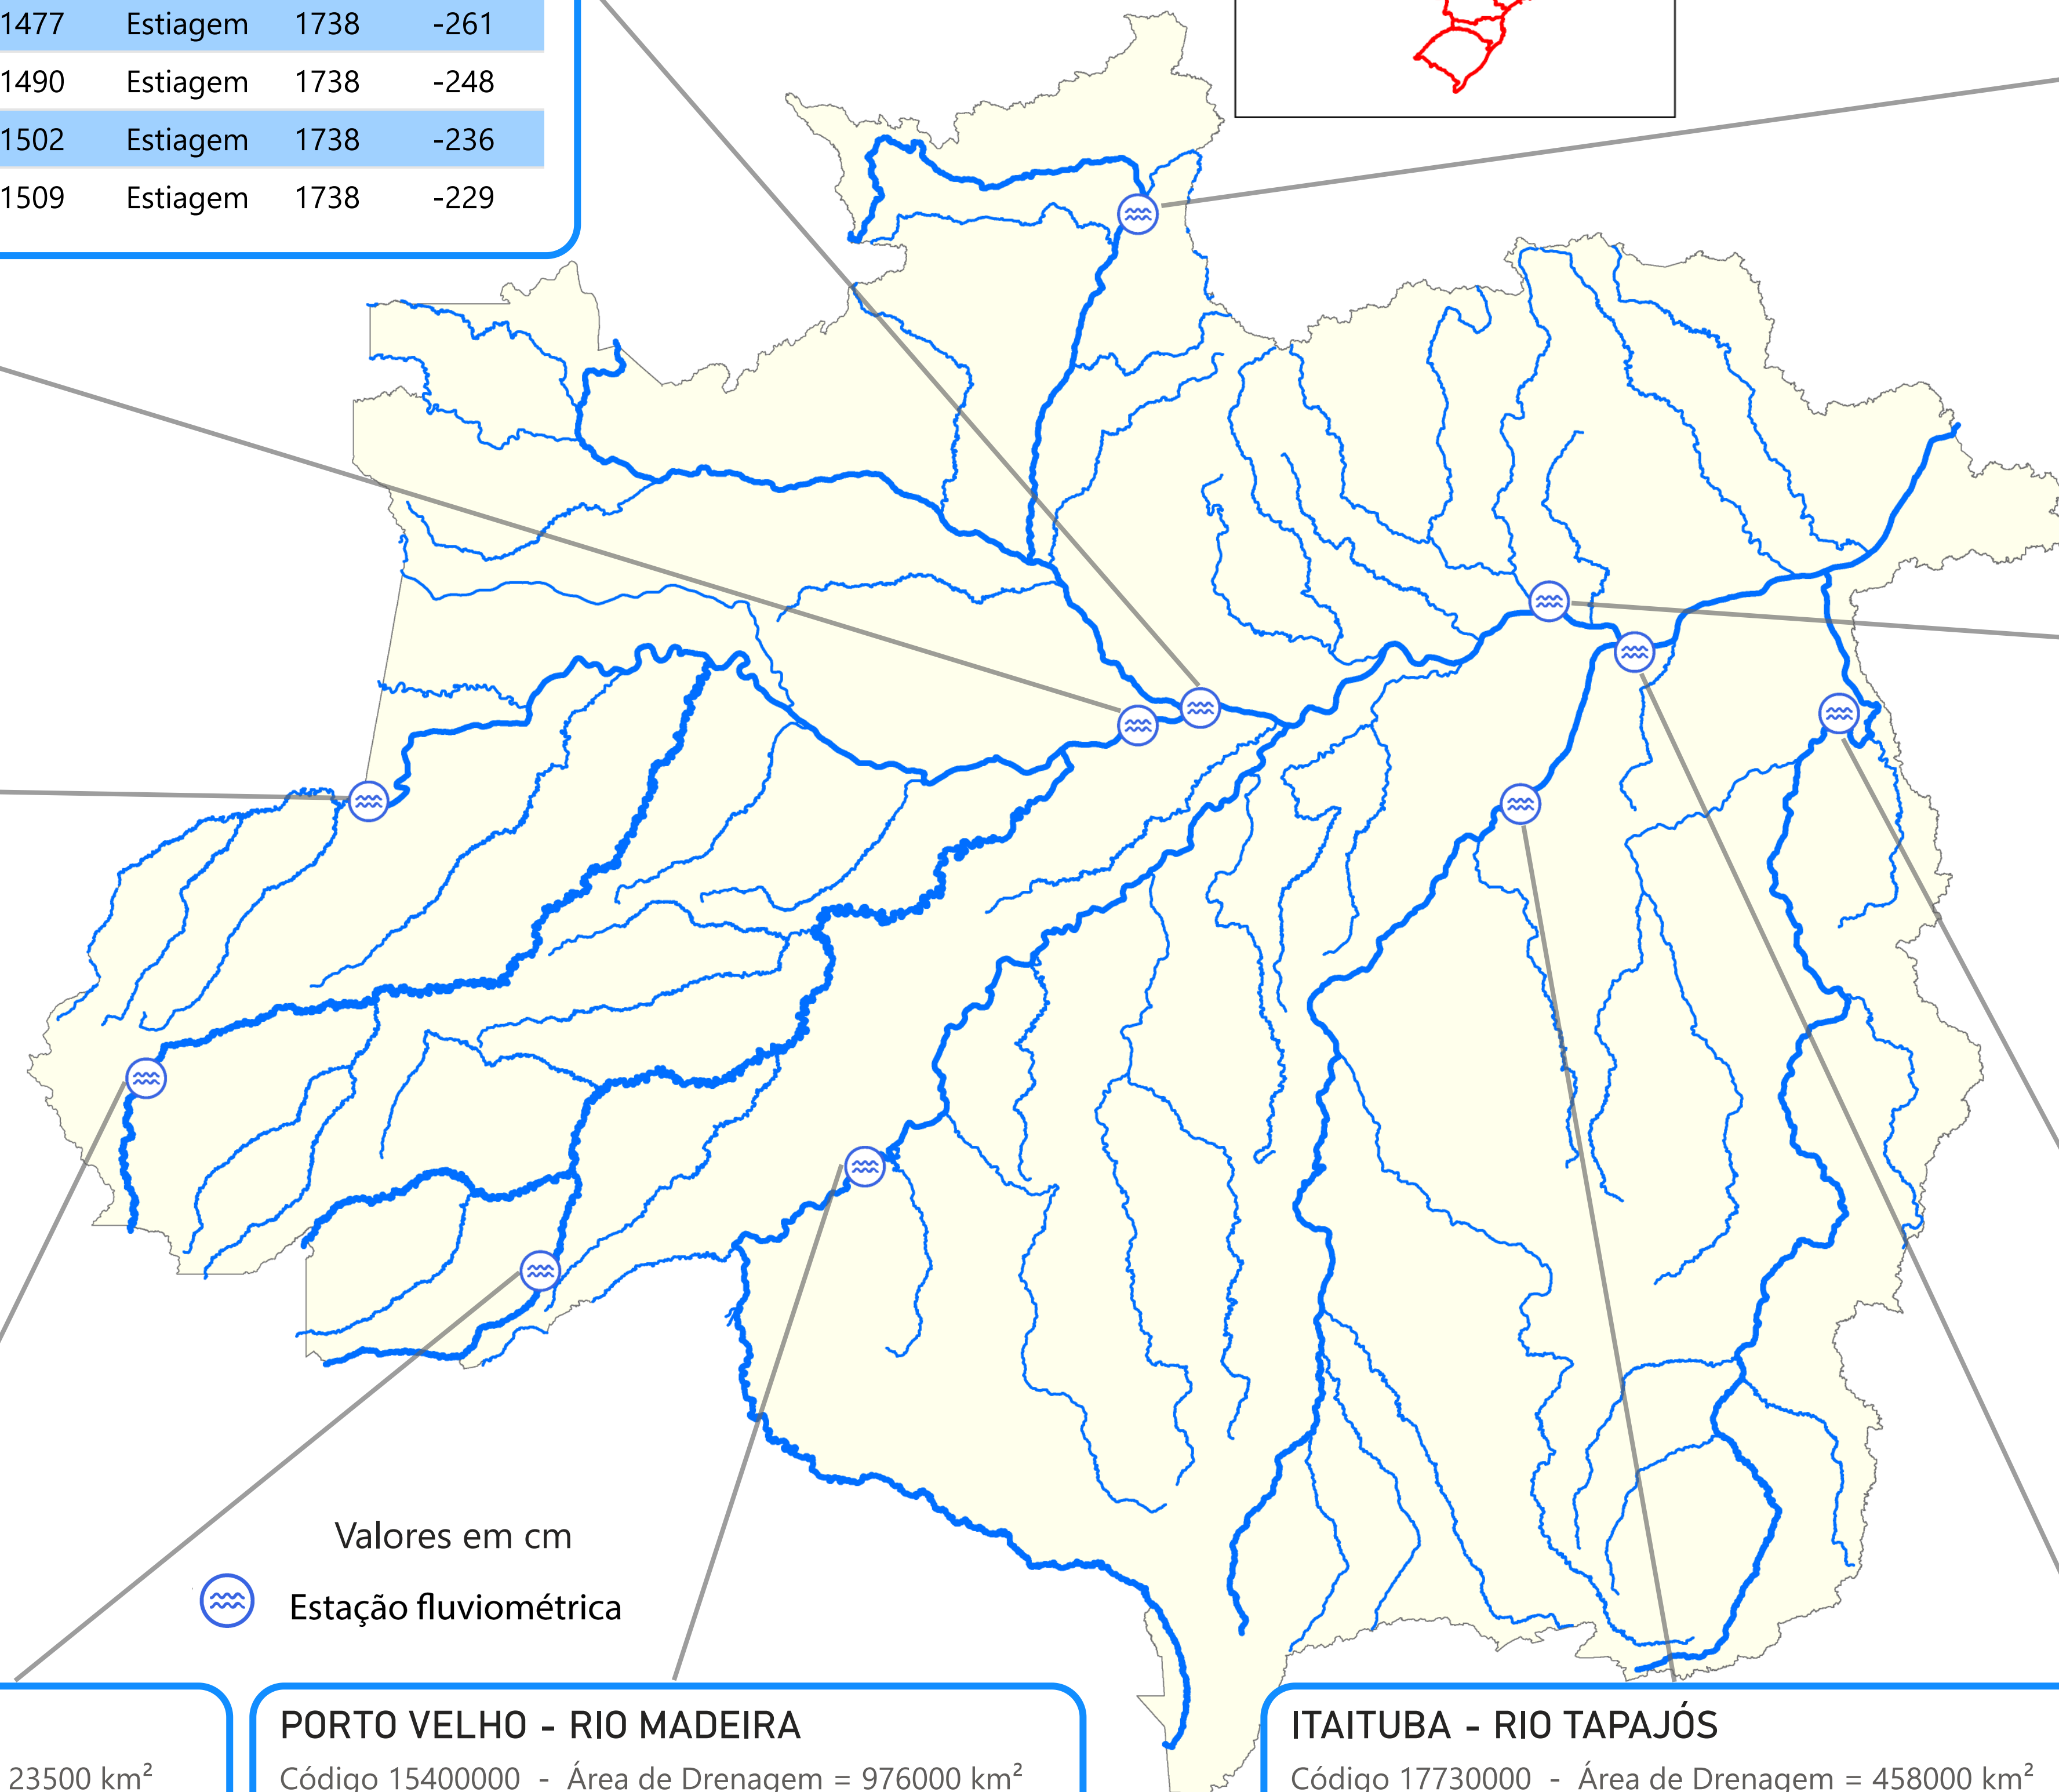 1477 Estiagem 1738 -261
1490 Estiagem 1738 -248
1502 Estiagem 1738 -236
1509 Estiagem 1738 -229
Valores em cm
Estação fluviométrica
23500 km²
PORTO VELHO - RIO MADEIRA
Código 15400000 - Área de Drenagem = 976000 km²
ITAITUBA - RIO TAPAJÓS
Código 17730000 - Área de Drenagem = 458000 km²